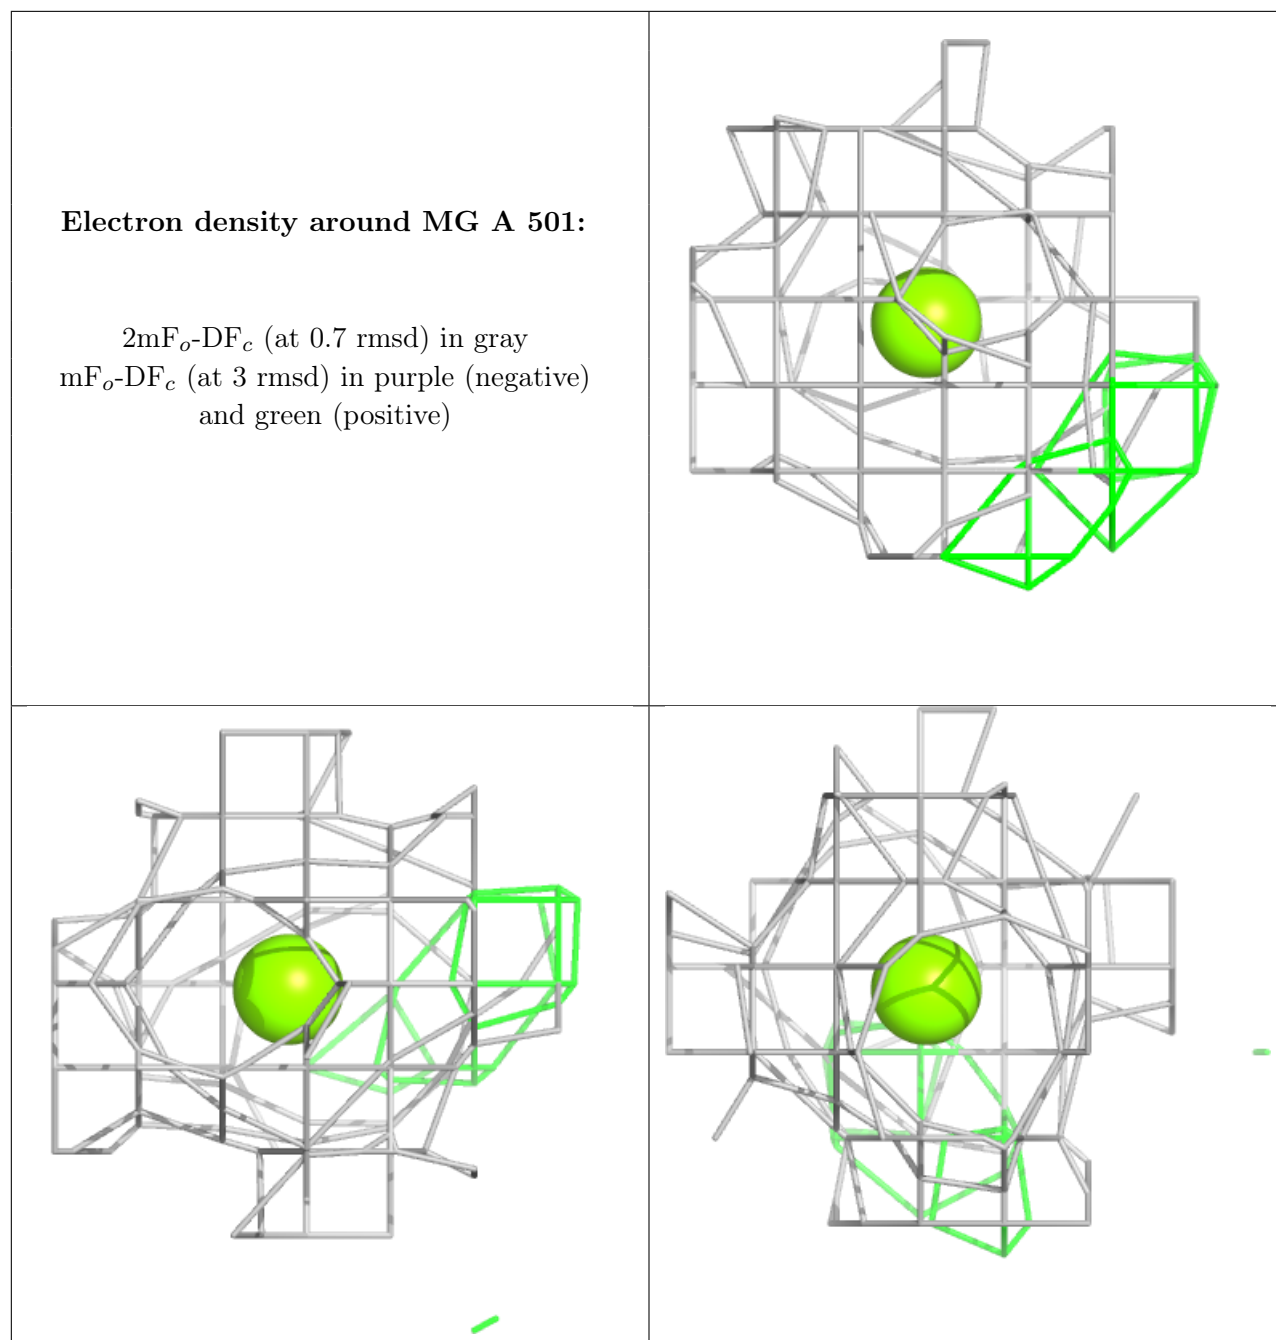 Electron density around MG A 501:
2mFo-DFc (at 0.7 rmsd) in gray
mFo-DFc (at 3 rmsd) in purple (negative)
and green (positive)